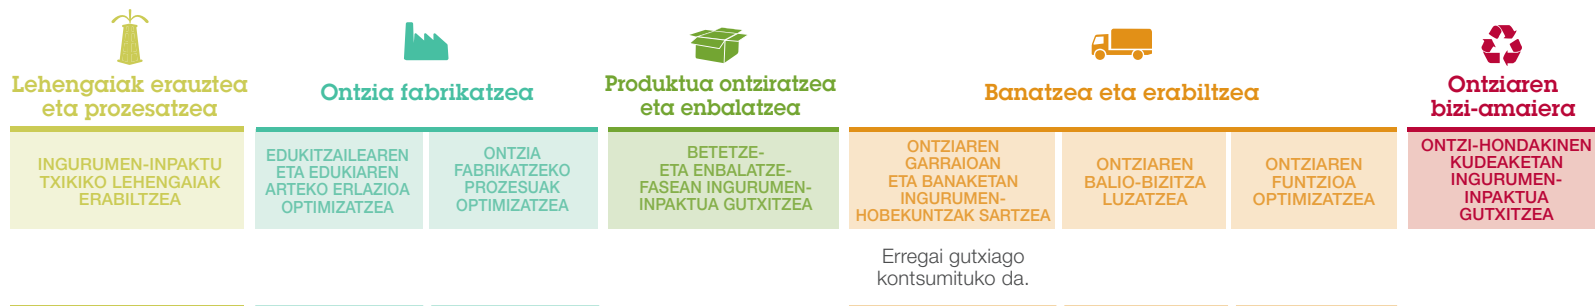 Lehengaiak erauztea
eta prozesatzea
Ontzia fabrikatzea
Produktua ontziratzea
eta enbalatzea
Banatzea eta erabiltzea
Ontziaren
bizi-amaiera
INGURUMEN-INPAKTU
TXIKIKO LEHENGAIAK
ERABILTZEA
EDUKITZAILEAREN
ETA EDUKIAREN
ARTEKO ERLAZIOA
OPTIMIZATZEA
ONTZIA
FABRIKATZEKO
PROZESUAK
OPTIMIZATZEA
BETETZE-
ETA ENBALATZE-
FASEAN INGURUMEN-
INPAKTUA GUTXITZEA
ONTZIAREN
GARRAIOAN
ETA BANAKETAN
INGURUMEN-
HOBEKUNTZAK SARTZEA
ONTZIAREN
BALIO-BIZITZA
LUZATZEA
ONTZIAREN
FUNTZIOA
OPTIMIZATZEA
ONTZI-HONDAKINEN
KUDEAKETAN
INGURUMEN-
INPAKTUA
GUTXITZEA
Erregai gutxiago
kontsumituko da.